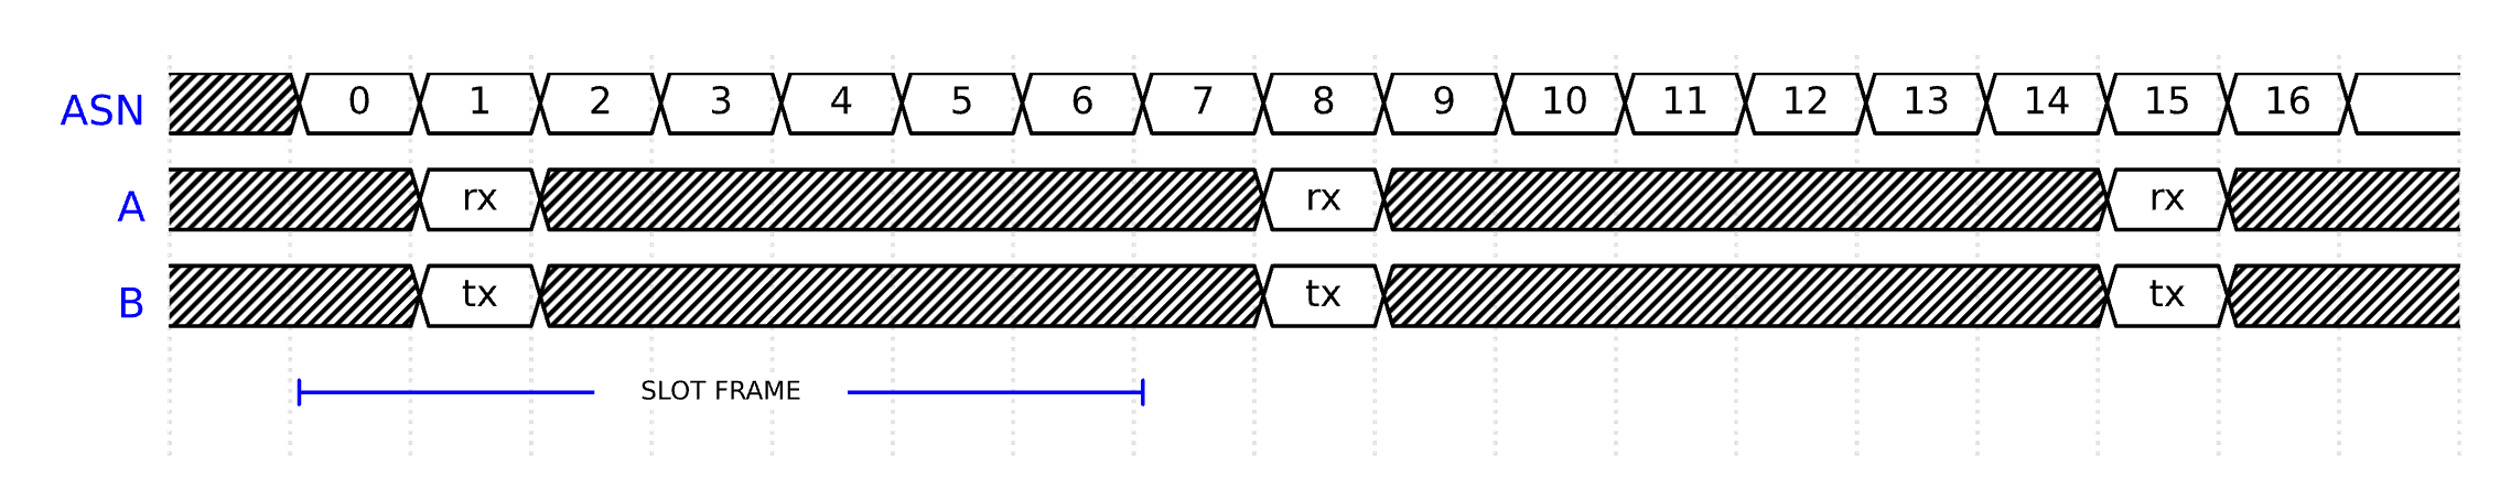 ASN 0 1 2 3 4 5 6 7 8 9 10 11 12 13 14 15 16
A rx rx rx
B tx tx tx
SLOT FRAME